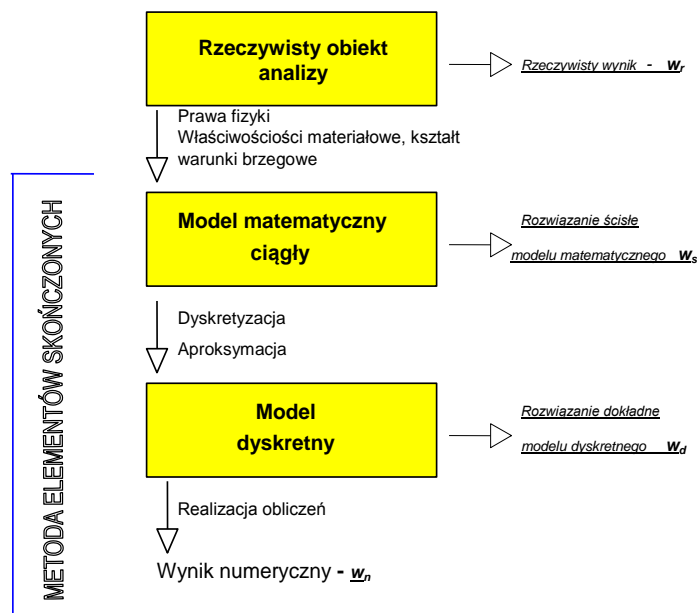 Rzeczywisty obiekt
analizy
Rzeczywisty wynik - wr
Prawa fizyki
Właściwościości materiałowe, kształt
warunki brzegowe
METODA ELEMENTÓW SKOŃCZONYCH
Model matematyczny
ciągły
Rozwiązanie ścisłe
modelu matematycznego ws
Dyskretyzacja
Aproksymacja
Model
dyskretny
Rozwiązanie dokładne
modelu dyskretnego wd
Realizacja obliczeń
Wynik numeryczny - wn